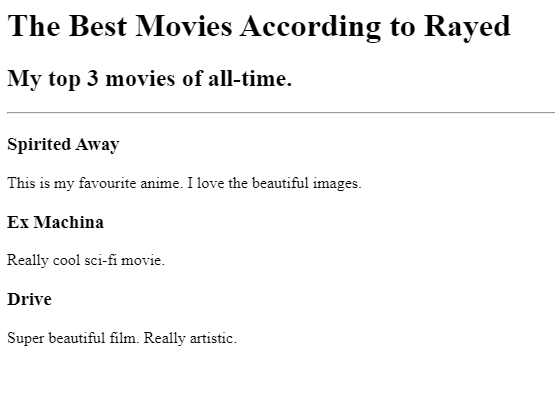 The Best Movies According to Rayed
My top 3 movies of all-time.
Spirited Away
This is my favourite anime. I love the beautiful images.
Ex Machina
Really cool sci-fi movie.
Drive
Super beautiful film. Really artistic.